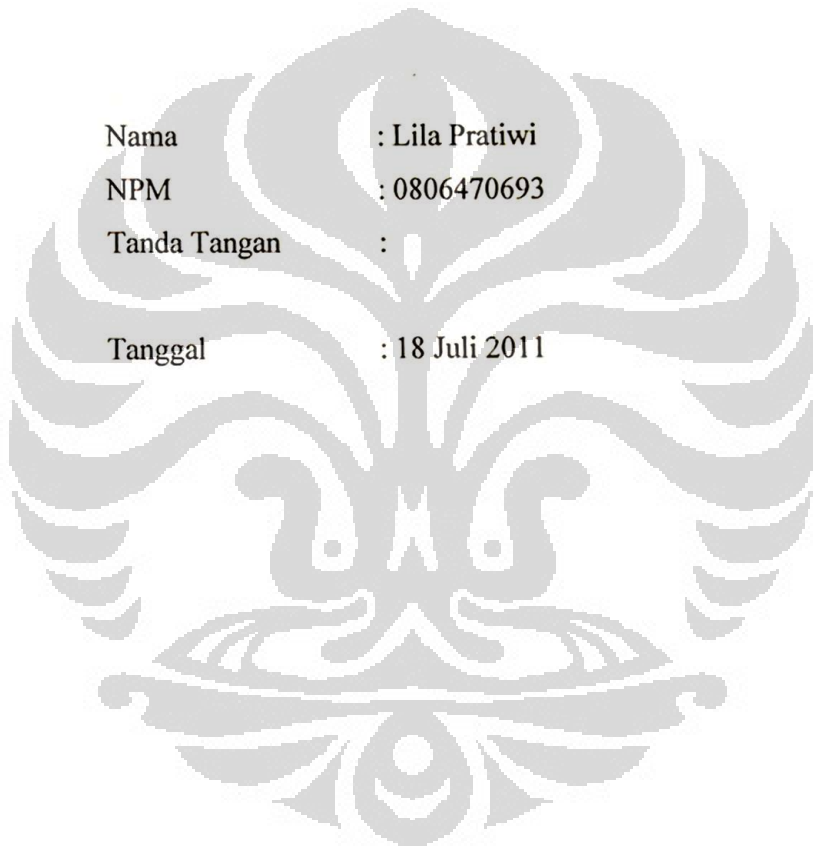 Nama : Lila Pratiwi
NPM : 0806470693
Tanda Tangan :
Tanggal : 18 Juli 2011